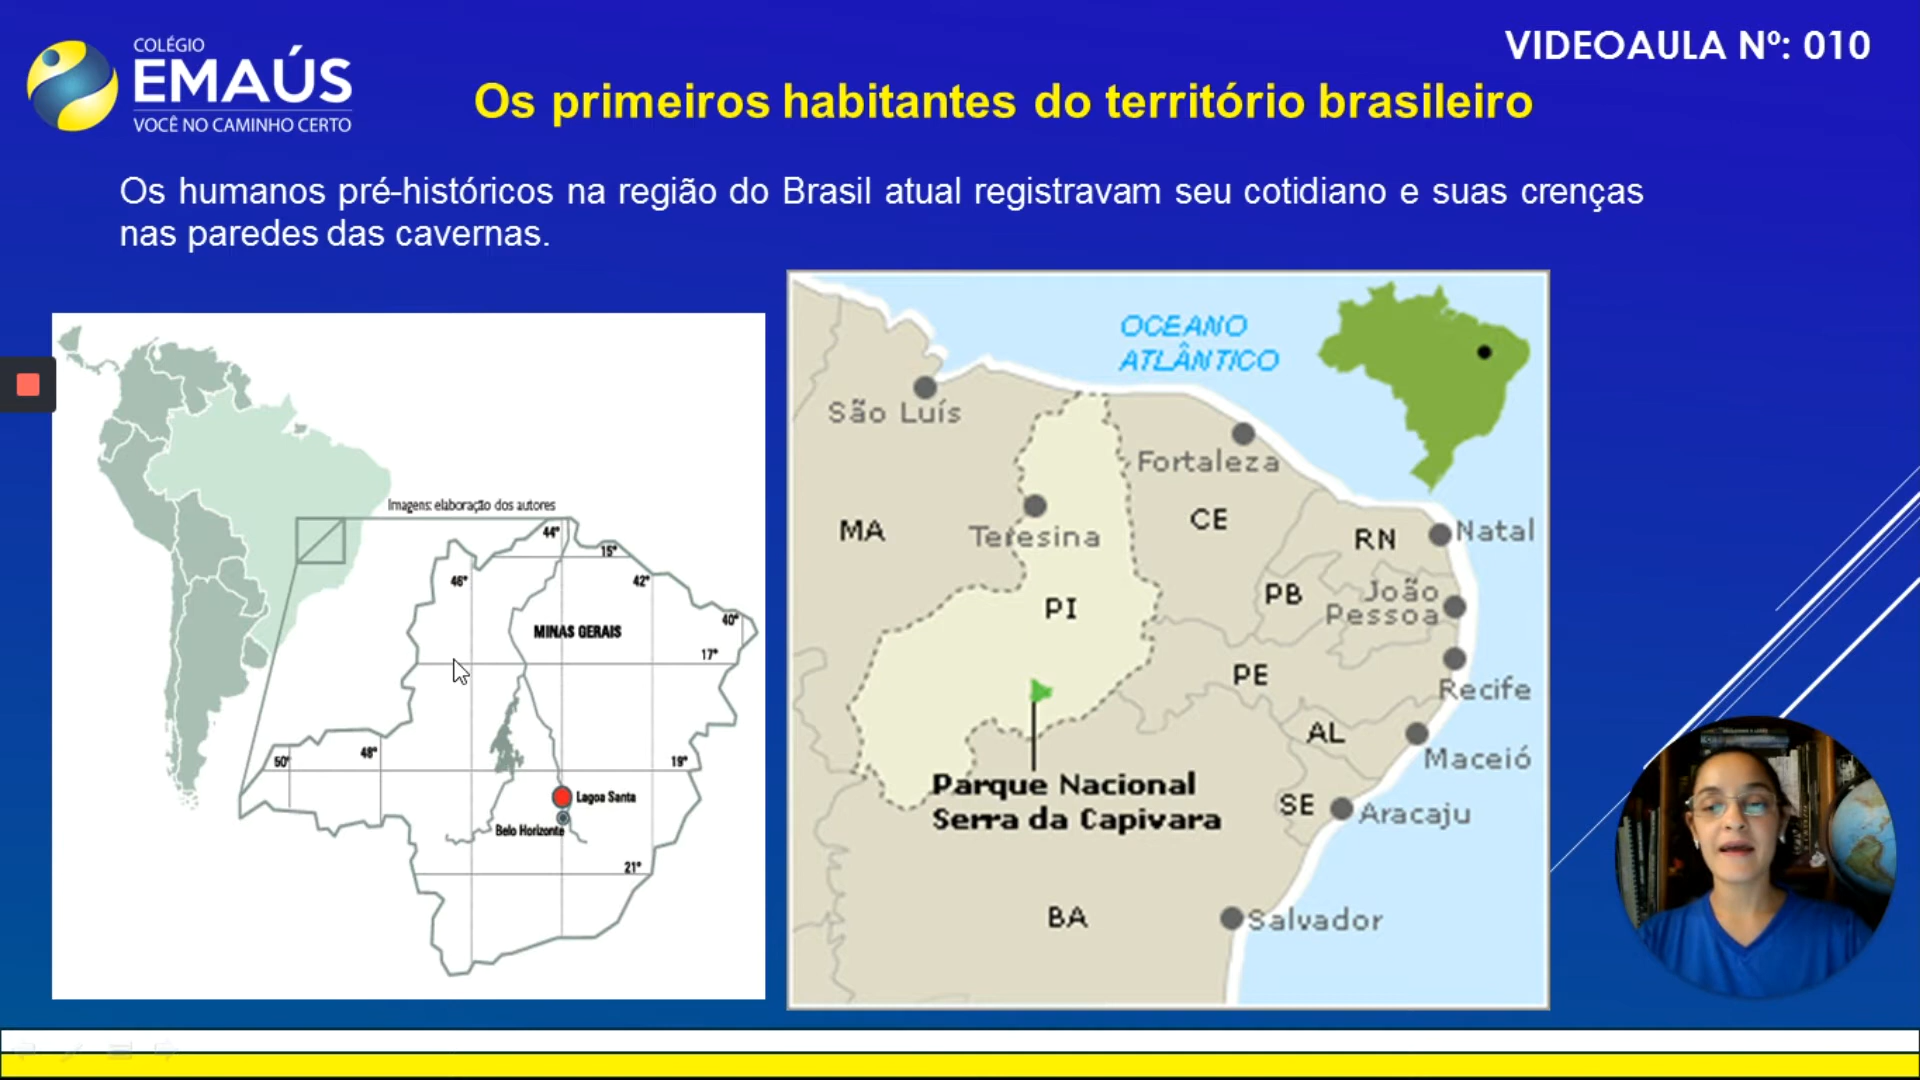 COLÉGIO
EMAÚS
VOCÊ NO CAMINHO CERTO
VIDEOAULA Nº: 010
Os primeiros habitantes do território brasileiro
Os humanos pré-históricos na região do Brasil atual registravam seu cotidiano e suas crenças
nas paredes das cavernas.
Imagens: elaboração dos autores
44°
15°
46°
42°
40°
MINAS GERAIS
17°
48°
50°
19°
Lagoa Santa
Belo Horizonte
21°
OCEANO
ATLÂNTICO
São Luís
Fortaleza
Teresina
MA
CE
RN
Natal
PB
João
Pessoa
PI
PE
Recife
AL
Maceió
Parque Nacional
Serra da Capivara
SE
Aracaju
BA
Salvador